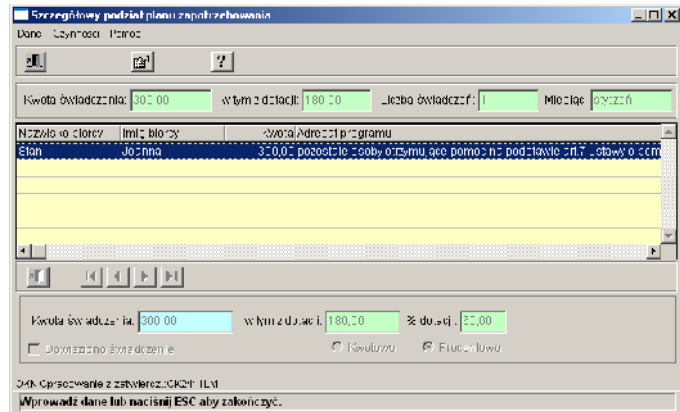 Szczegółowy podział planu zapotrzebowania
Dane Czynności Pomoc
?
Kwota świadczenia: 300,00 w tym z dotacji: 180,00 Liczba świadczeń: 1 Miesiąc styczeń
Nazwisko biorcy Imię biorcy Kwota Adresat programu
Stan Joanna 300,00 pozostałe osoby otrzymujące pomoc na podstawie art.7 ustawy o pom
Kwota świadczenia: 300,00 w tym z dotacji: 180,00 % dotacji: 60,00
świadczenie Kwotowo Procentowo
Opracowanie z
Wprowadź dane lub naciśnij ESC aby zakończyć.